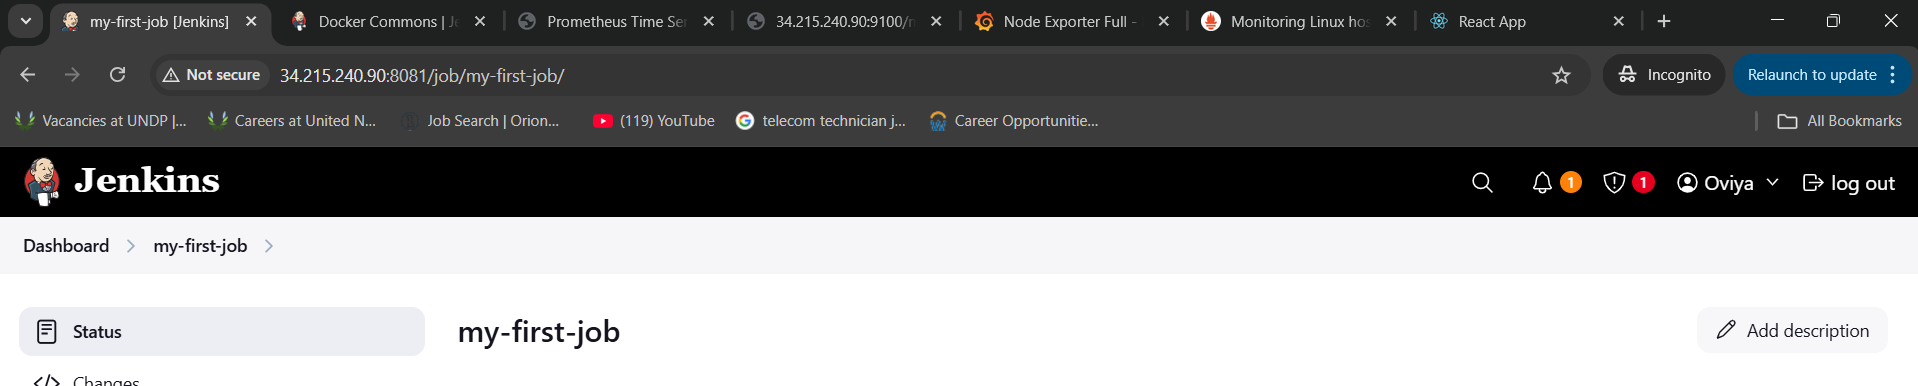 my-first-job [Jenkins]
Docker Commons | Je
Prometheus Time Ser
34.215.240.90:9100/m
Node Exporter Full -
Monitoring Linux hos
React App
Not secure
34.215.240.90:8081/job/my-first-job/
Incognito
Relaunch to update
Vacancies at UNDP |...
Careers at United N...
Job Search | Orion...
(119) YouTube
telecom technician j...
Career Opportunitie...
All Bookmarks
Jenkins
1
1
Oviya
log out
Dashboard
my-first-job
Status
my-first-job
Add description
Changes